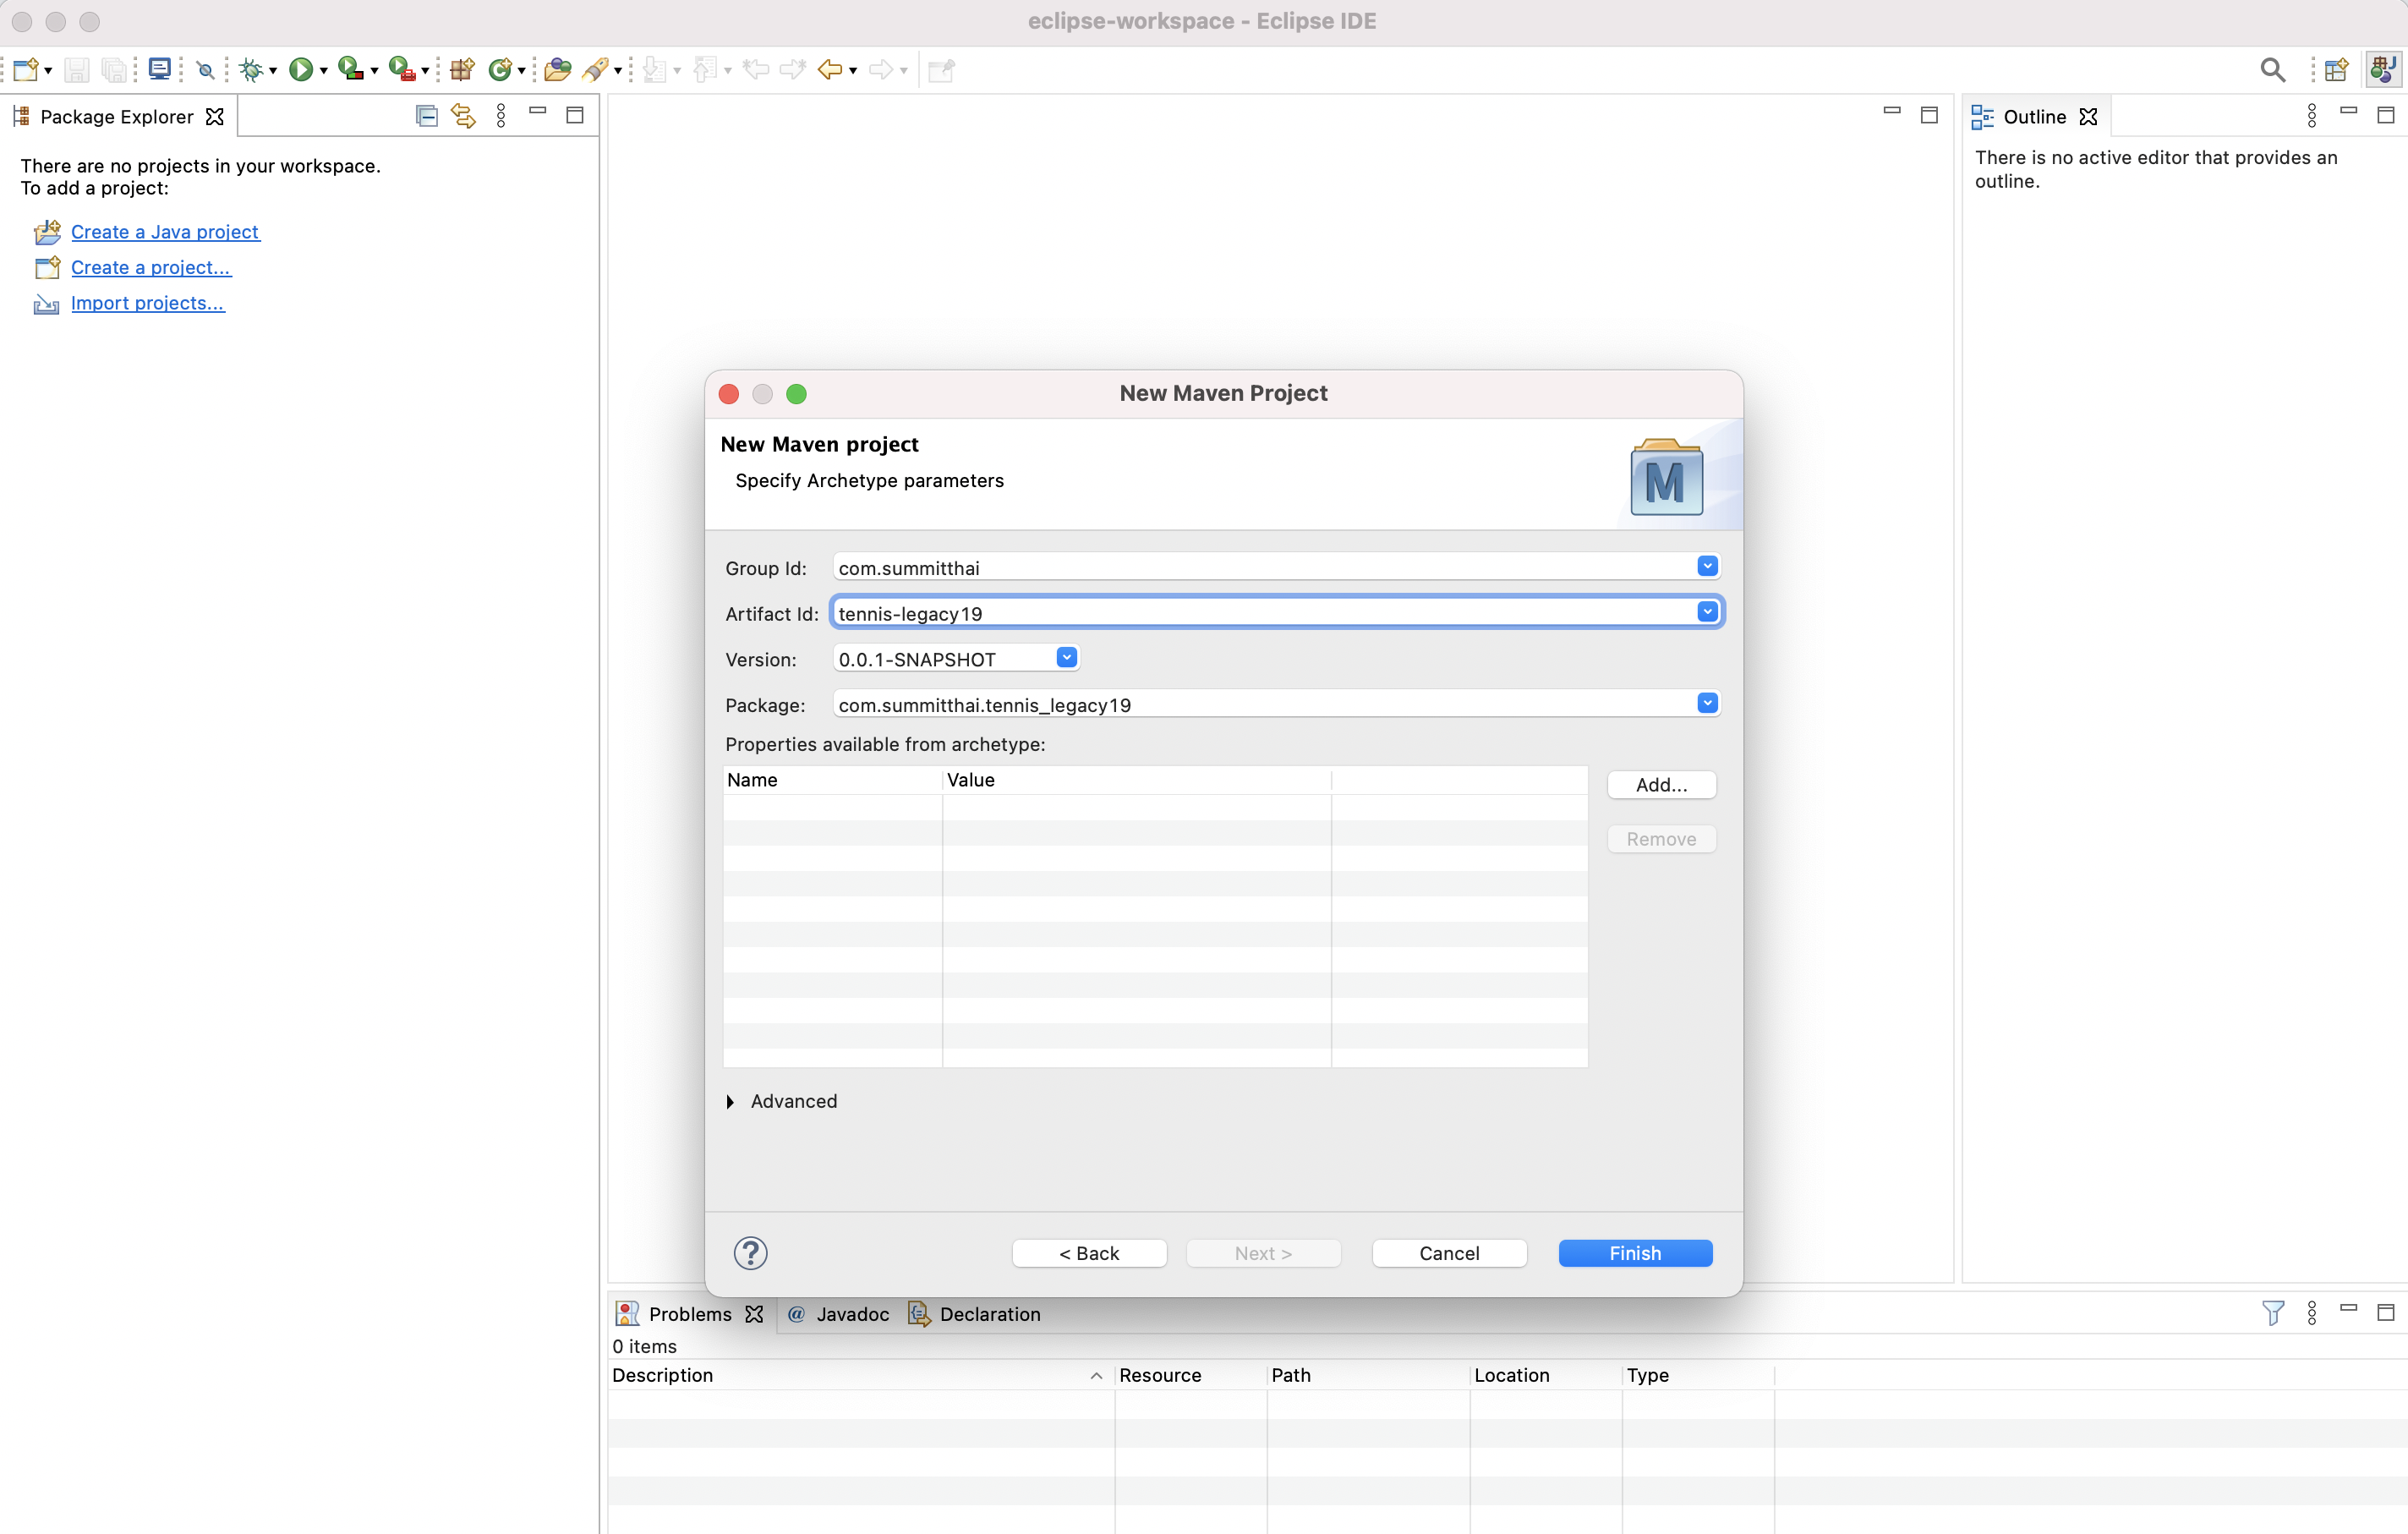 eclipse-workspace - Eclipse IDE
Package Explorer
There are no projects in your workspace.
To add a project:
Create a Java project
Create a project...
Import projects...
Outline
There is no active editor that provides an
outline.
New Maven Project
New Maven project
Specify Archetype parameters
M
Group Id: com.summitthai
Artifact Id: tennis-legacy19
Version: 0.0.1-SNAPSHOT
Package: com.summitthai.tennis_legacy19
Properties available from archetype:
Name Value
Add...
Remove
Advanced
? < Back Next > Cancel Finish
Problems @ Javadoc Declaration
0 items
Description Resource Path Location Type